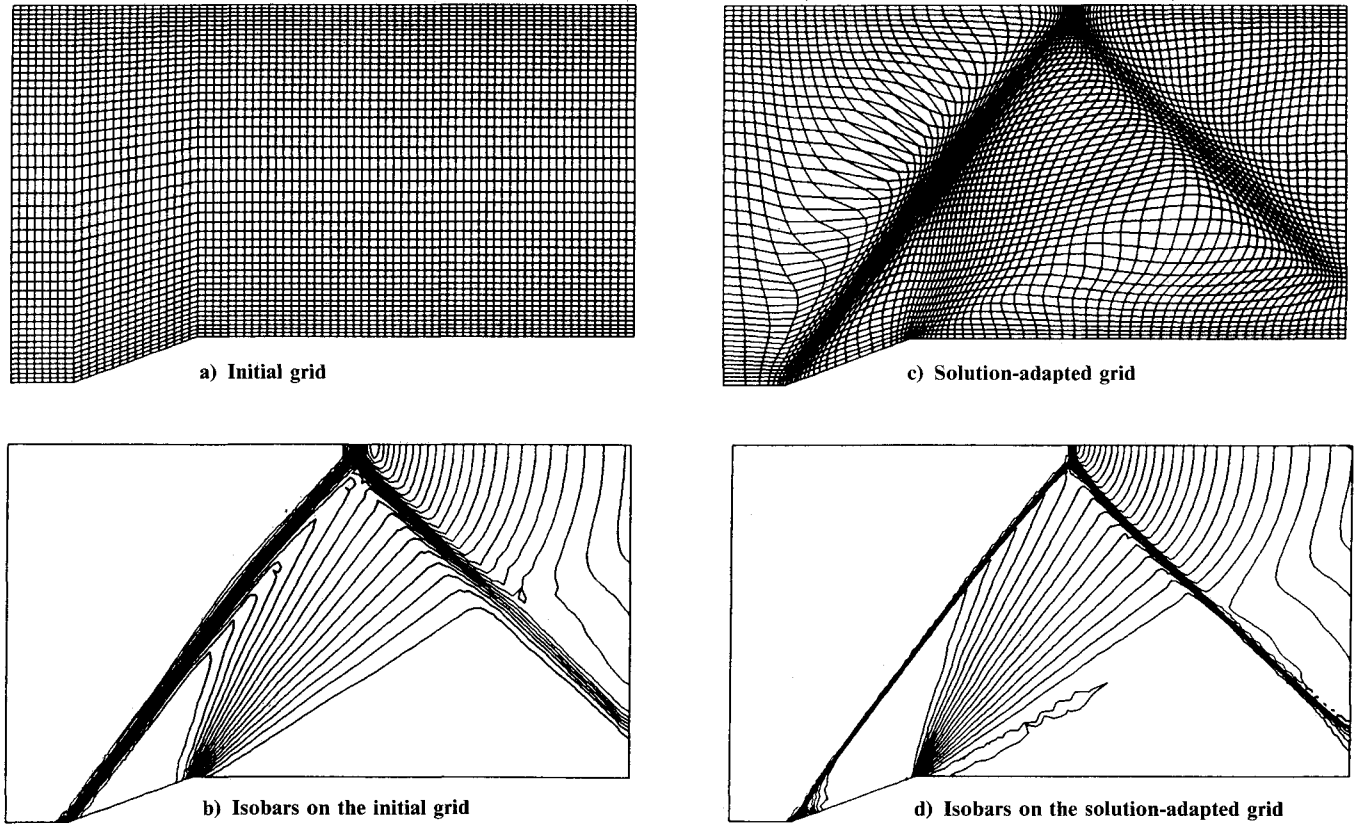 a) Initial grid
c) Solution-adapted grid
b) Isobars on the initial grid
d) Isobars on the solution-adapted grid